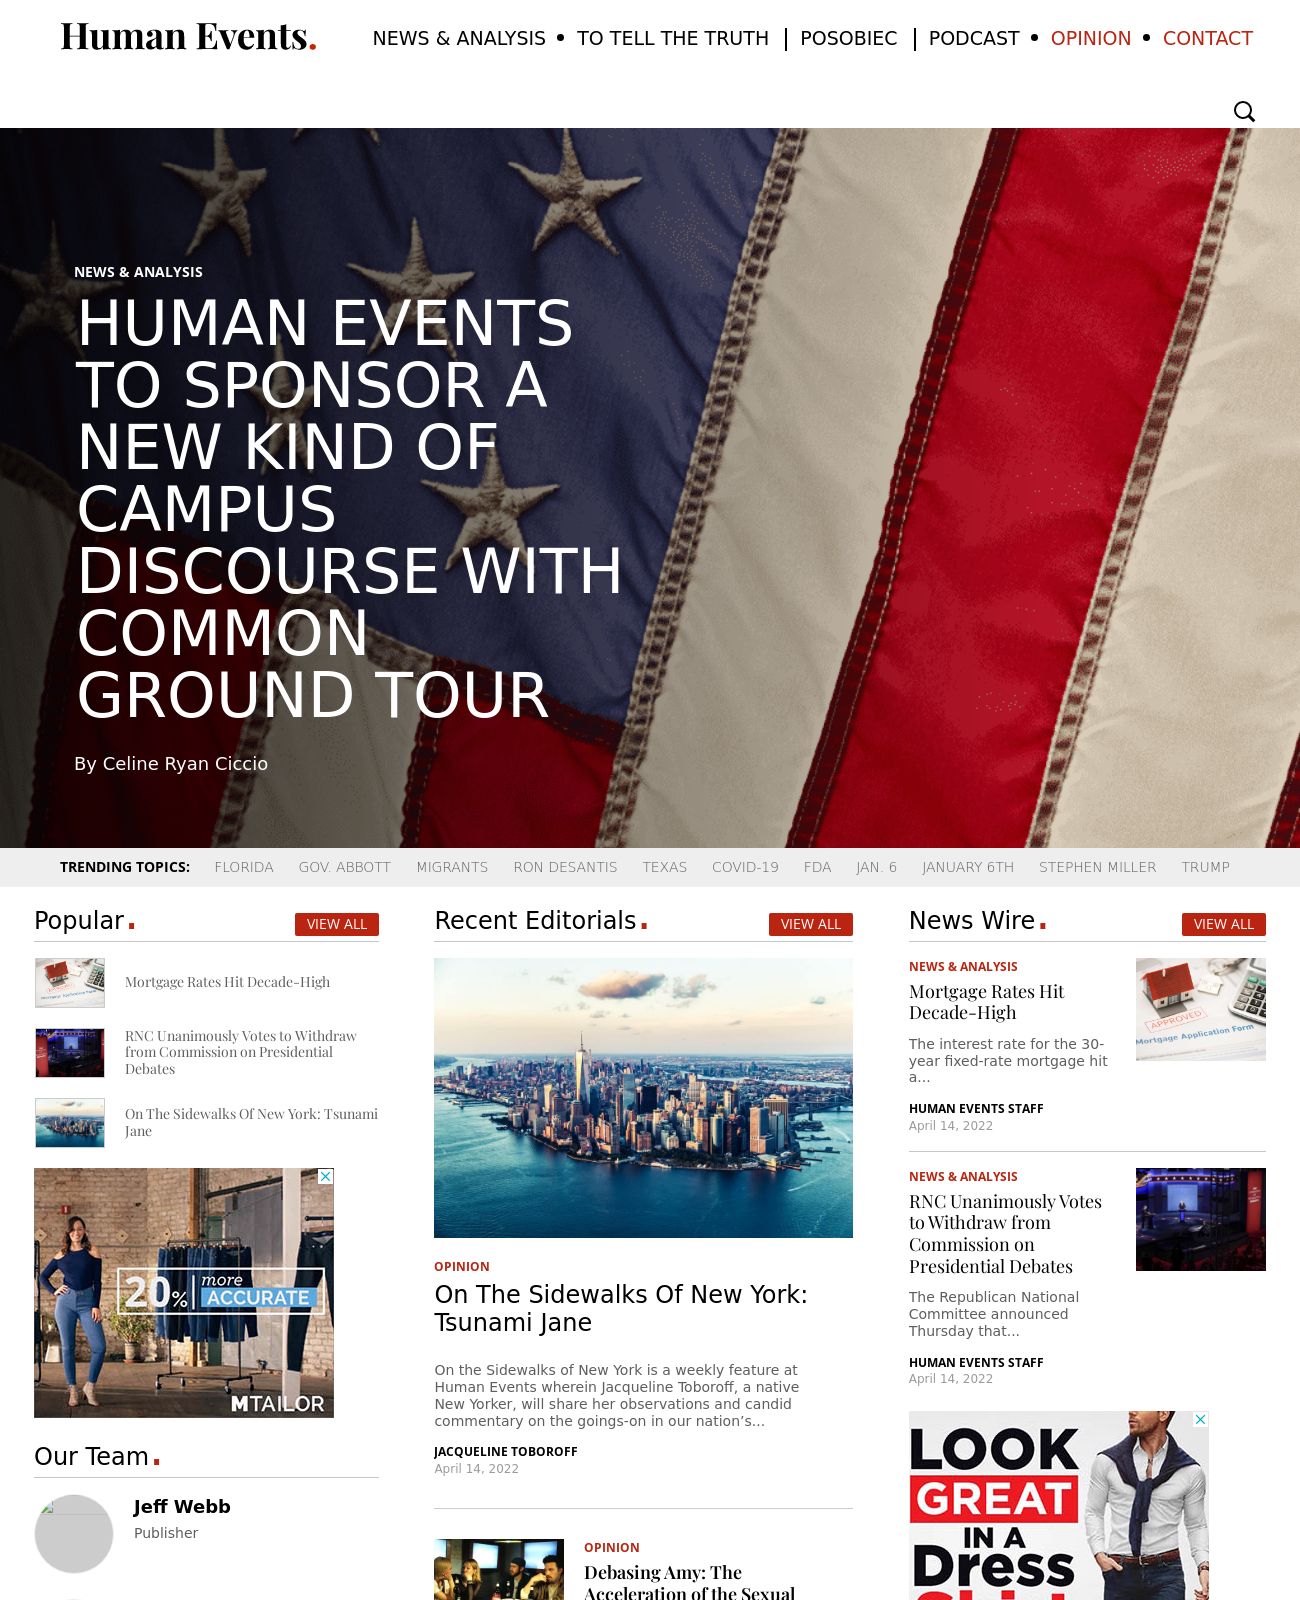 Human Events.
NEWS & ANALYSIS • TO TELL THE TRUTH | POSOBIEC | PODCAST • OPINION • CONTACT
NEWS & ANALYSIS
HUMAN EVENTS
TO SPONSOR A
NEW KIND OF
CAMPUS
DISCOURSE WITH
COMMON
GROUND TOUR
By Celine Ryan Ciccio
TRENDING TOPICS: FLORIDA GOV. ABBOTT MIGRANTS RON DESANTIS TEXAS COVID-19 FDA JAN. 6 JANUARY 6TH STEPHEN MILLER TRUMP
Popular.
VIEW ALL
Mortgage Rates Hit Decade-High
RNC Unanimously Votes to Withdraw
from Commission on Presidential
Debates
On The Sidewalks Of New York: Tsunami
Jane
20% more
ACCURATE
MTAILOR
Our Team.
Jeff Webb
Publisher
Recent Editorials.
VIEW ALL
OPINION
On The Sidewalks Of New York:
Tsunami Jane
On the Sidewalks of New York is a weekly feature at
Human Events wherein Jacqueline Toboroff, a native
New Yorker, will share her observations and candid
commentary on the goings-on in our nation’s...
JACQUELINE TOBOROFF
April 14, 2022
OPINION
Debasing Amy: The
Acceleration of the Sexual
News Wire.
VIEW ALL
NEWS & ANALYSIS
Mortgage Rates Hit
Decade-High
APPROVED
Mortgage Application Form
The interest rate for the 30-
year fixed-rate mortgage hit
a...
HUMAN EVENTS STAFF
April 14, 2022
NEWS & ANALYSIS
RNC Unanimously Votes
to Withdraw from
Commission on
Presidential Debates
The Republican National
Committee announced
Thursday that...
HUMAN EVENTS STAFF
April 14, 2022
LOOK
GREAT
IN A
Dress